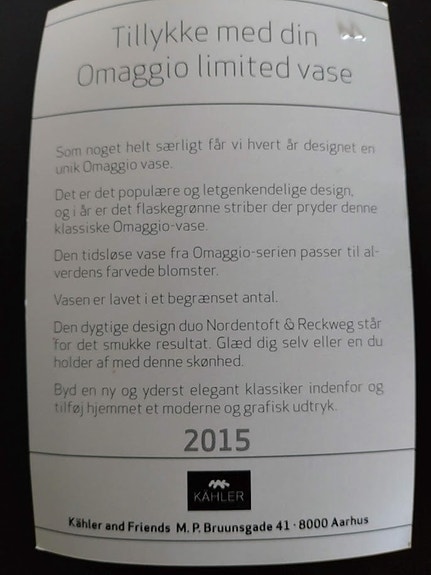 Tillykke med din
Omaggio limited vase
Som noget helt særligt får vi hvert år designet en
unik Omaggio vase.
Det er det populære og letgenkendelige design,
og i år er det flaskegrønne striber der pryder denne
klassiske Omaggio-vase.
Den tidsløse vase fra Omaggio-serien passer til al-
verdens farvede blomster.
Vasen er lavet i et begrænset antal.
Den dygtige design duo Nordentoft & Reckweg står
for det smukke resultat. Glæd dig selv eller en du
holder af med denne skønhed.
Byd en ny og yderst elegant klassiker indenfor og
tilføj hjemmet et moderne og grafisk udtryk.
2015
KÄHLER
Kähler and Friends M. P. Bruunsgade 41 · 8000 Aarhus